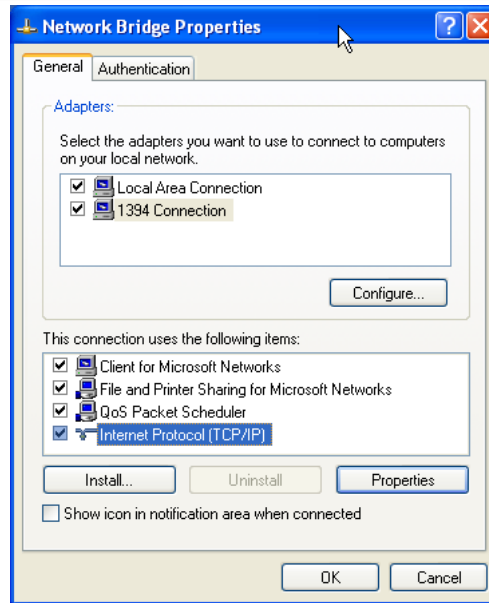 Network Bridge Properties
General
Authentication
Adapters:
Select the adapters you want to use to connect to computers
on your local network.
Local Area Connection
1394 Connection
Configure...
This connection uses the following items:
Client for Microsoft Networks
File and Printer Sharing for Microsoft Networks
QoS Packet Scheduler
Internet Protocol (TCP/IP)
Install...
Uninstall
Properties
Show icon in notification area when connected
OK
Cancel